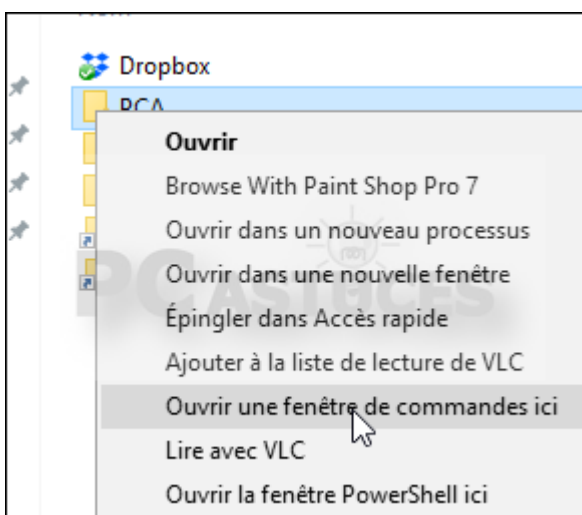 Dropbox
PCA
Ouvrir
Browse With Paint Shop Pro 7
Ouvrir dans un nouveau processus
Ouvrir dans une nouvelle fenêtre
PC ASTUCES
Épingler dans Accès rapide
Ajouter à la liste de lecture de VLC
Ouvrir une fenêtre de commandes ici
Lire avec VLC
Ouvrir la fenêtre PowerShell ici